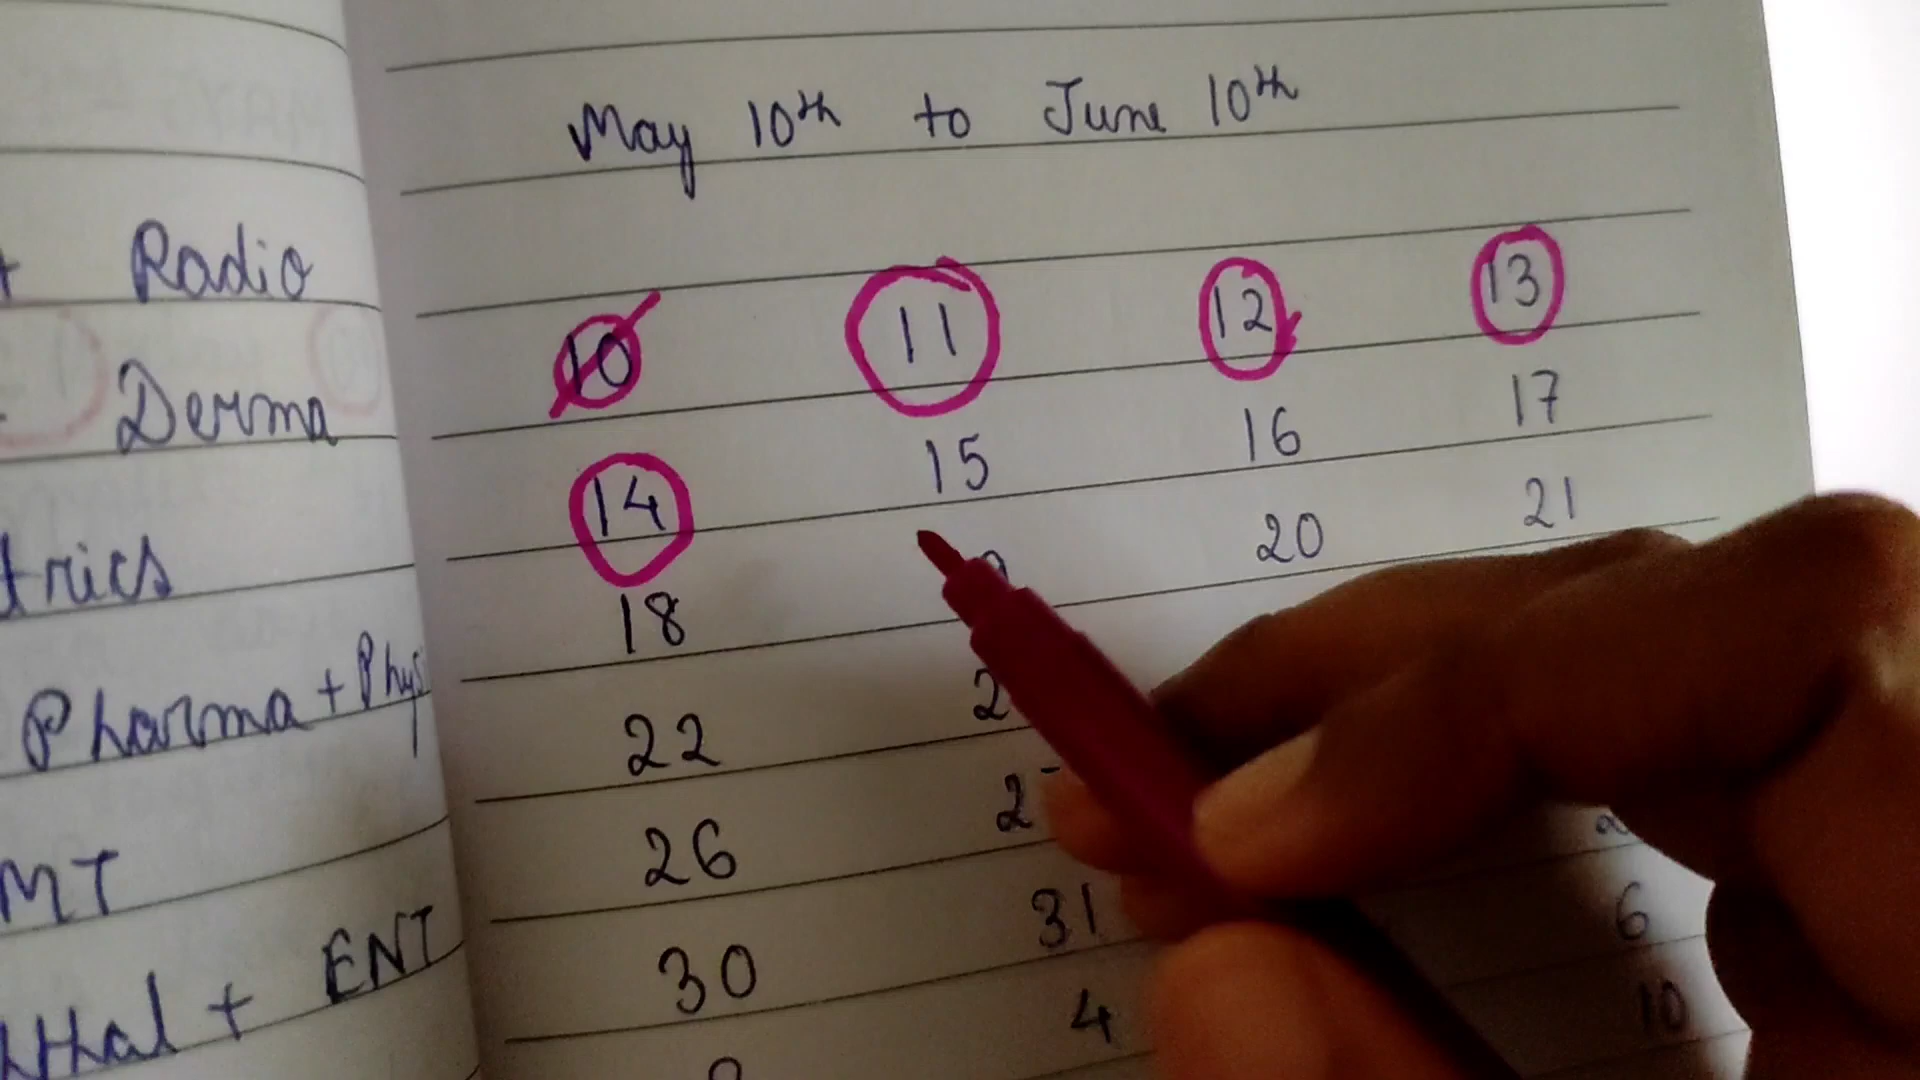 Radio
Derma
trics
Pharma + Phys
MT
thal + ENT
May 10th to June 10th
10 11 12 13
14 15 16 17
18 20 21
22
26
30 31 6
4 10